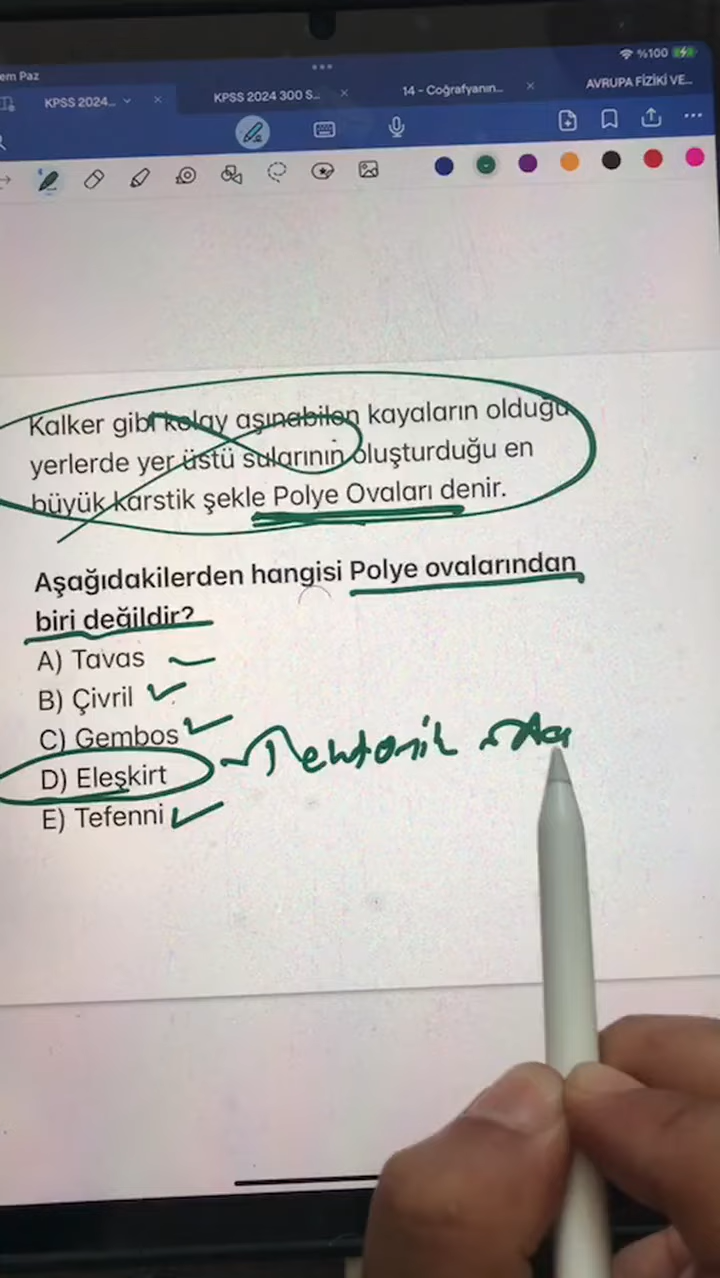 em Paz
%100
KPSS 2024...
KPSS 2024 300 S...
14 - Coğrafyanın...
AVRUPA FİZİKİ VE...
Kalker gibi kolay aşınabilen kayaların olduğu
yerlerde yer üstü sularının oluşturduğu en
büyük karstik şekle Polye Ovaları denir.
Aşağıdakilerden hangisi Polye ovalarından
biri değildir?
A) Tavas
B) Çivril
C) Gembos
D) Eleşkirt
Tektonik
E) Tefenni